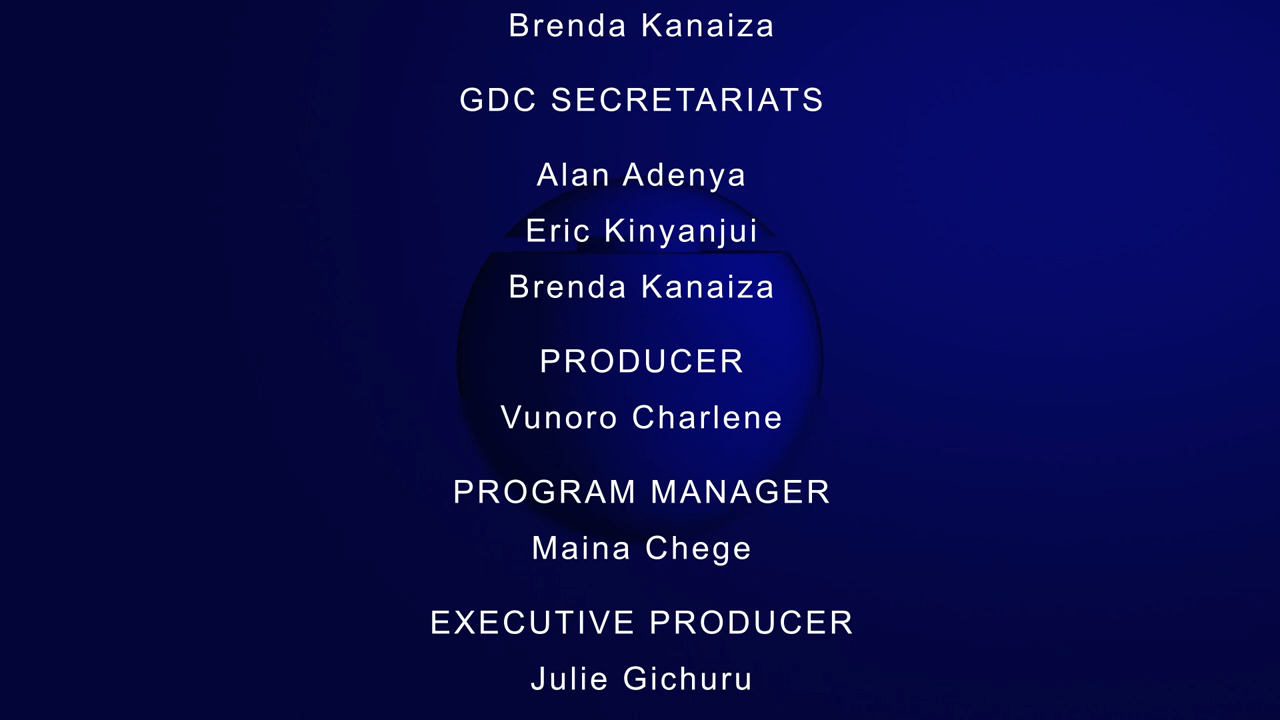 Brenda Kanaiza
GDC SECRETARIATS
Alan Adenya
Eric Kinyanjui
Brenda Kanaiza
PRODUCER
Vunoro Charlene
PROGRAM MANAGER
Maina Chege
EXECUTIVE PRODUCER
Julie Gichuru